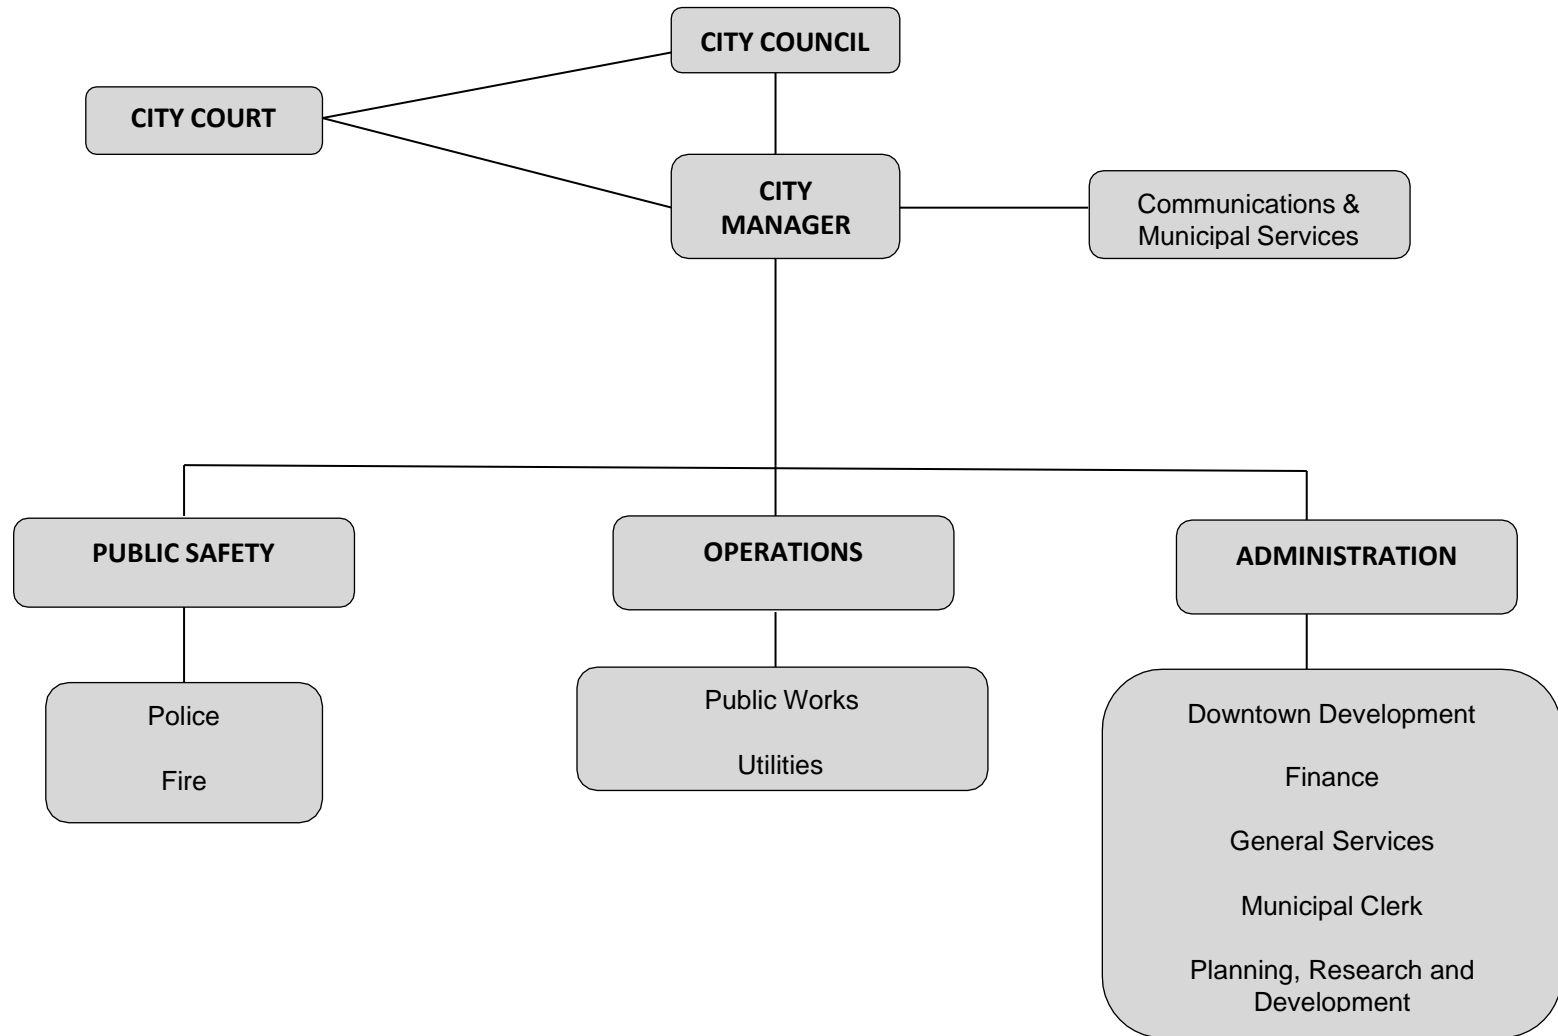 CITY COUNCIL
CITY COURT
CITY
MANAGER
Communications &
Municipal Services
PUBLIC SAFETY
OPERATIONS
ADMINISTRATION
Police
Fire
Public Works
Utilities
Downtown Development
Finance
General Services
Municipal Clerk
Planning, Research and
Development